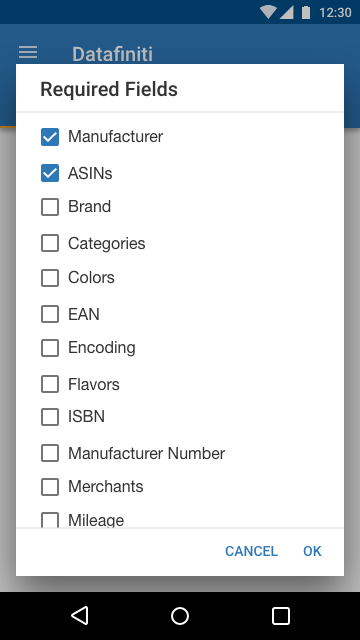 12:30
Datafiniti
Required Fields
Manufacturer
ASINs
Brand
Categories
Colors
EAN
Encoding
Flavors
ISBN
Manufacturer Number
Merchants
Mileage
CANCEL OK